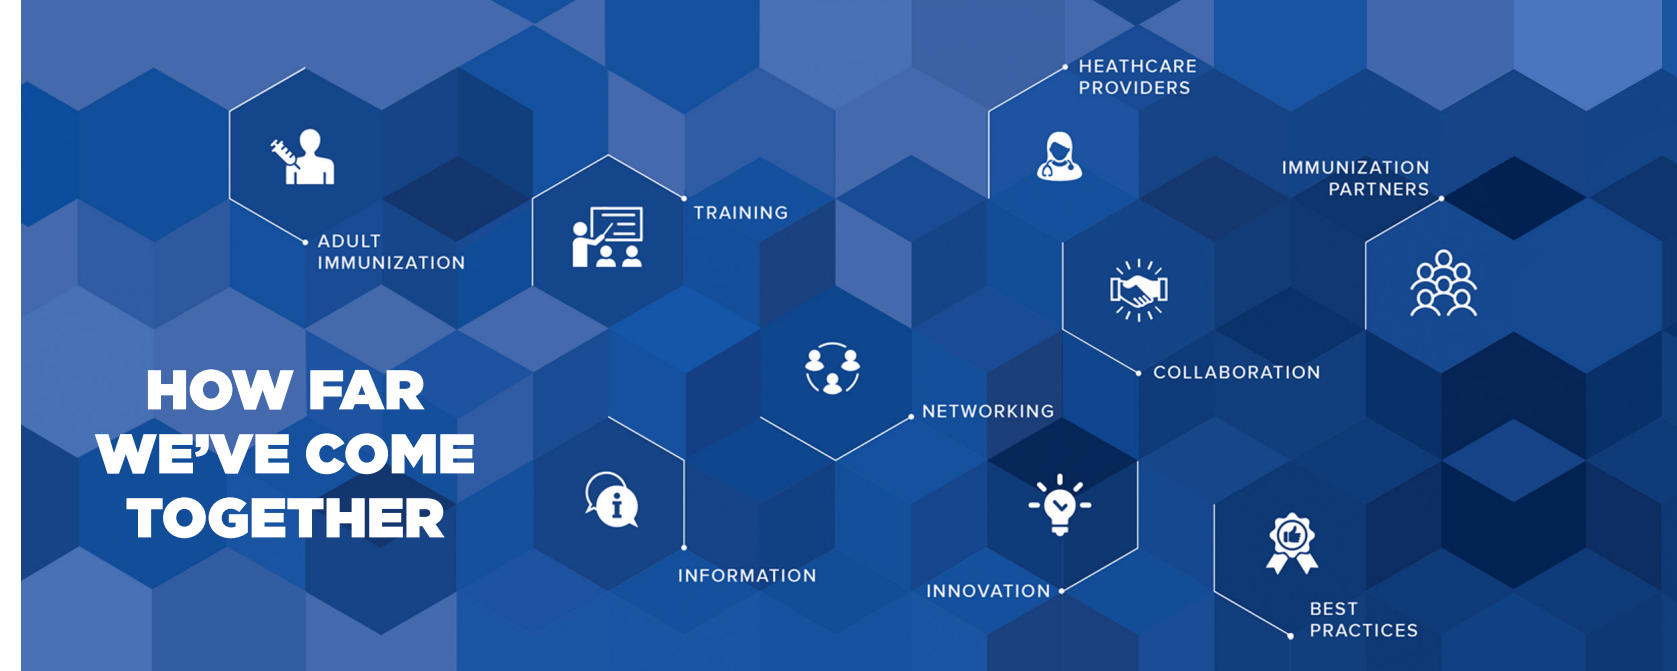 HEATHCARE
PROVIDERS
IMMUNIZATION
PARTNERS
TRAINING
ADULT
IMMUNIZATION
COLLABORATION
NETWORKING
HOW FAR
WE'VE COME
TOGETHER
INFORMATION
INNOVATION
BEST
PRACTICES